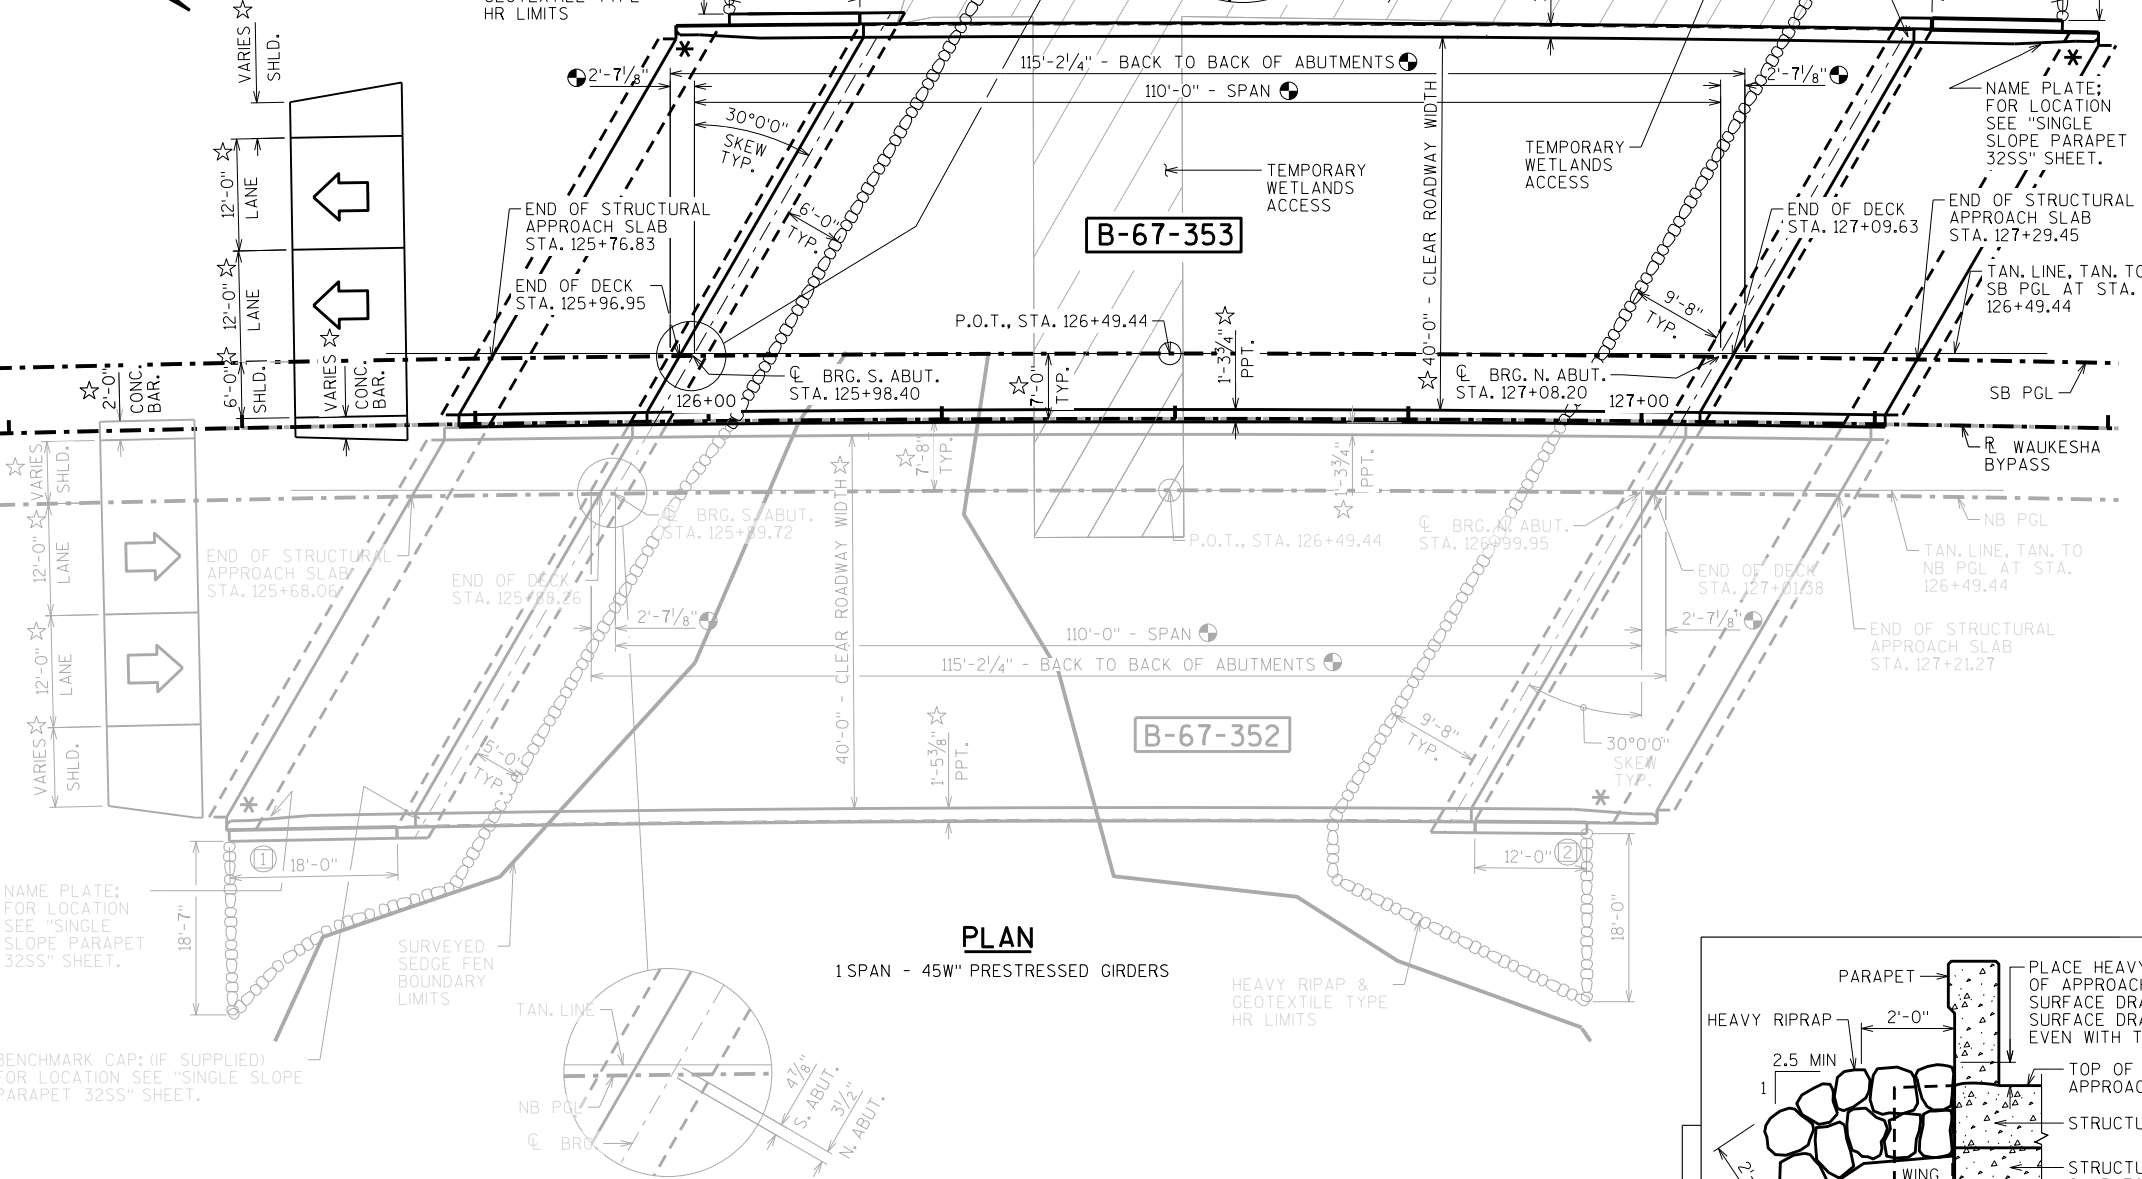 HR LIMITS
VARIES
SHLD.
115'-2¼" - BACK TO BACK OF ABUTMENTS
2'-7⅛"
2'-7⅛"
110'-0" - SPAN
30°0'0"
SKEW
TYP.
NAME PLATE;
FOR LOCATION
SEE "SINGLE
SLOPE PARAPET
32SS" SHEET.
TEMPORARY
WETLANDS
ACCESS
TEMPORARY
WETLANDS
ACCESS
40'-0" - CLEAR ROADWAY WIDTH
12'-0"
LANE
END OF STRUCTURAL
APPROACH SLAB
STA. 125+76.83
6'-0"
TYP.
B-67-353
END OF DECK
STA. 127+09.63
END OF STRUCTURAL
APPROACH SLAB
STA. 127+29.45
12'-0"
LANE
END OF DECK
STA. 125+96.95
TAN. LINE, TAN. TO
SB PGL AT STA.
126+49.44
9'-8"
TYP.
P.O.T., STA. 126+49.44
1'-3¾"
PPT.
2'-0"
CONC.
BAR.
6'-0"
SHLD.
VARIES
CONC.
BAR.
℄ BRG. S. ABUT.
STA. 125+98.40
126+00
7'-0"
TYP.
℄ BRG. N. ABUT.
STA. 127+08.20
127+00
SB PGL
WAUKESHA
BYPASS
VARIES
SHLD.
7'-8"
TYP.
1'-3¾"
PPT.
40'-0" - CLEAR ROADWAY WIDTH
℄ BRG. S. ABUT.
STA. 125+89.72
P.O.T., STA. 126+49.44
℄ BRG. N. ABUT.
STA. 126+99.95
NB PGL
12'-0"
LANE
END OF STRUCTURAL
APPROACH SLAB
STA. 125+68.06
END OF DECK
STA. 125+88.26
TAN. LINE, TAN. TO
NB PGL AT STA.
126+49.44
END OF DECK
STA. 127+01.38
2'-7⅛"
2'-7⅛"
110'-0" - SPAN
END OF STRUCTURAL
APPROACH SLAB
STA. 127+21.27
12'-0"
LANE
115'-2¼" - BACK TO BACK OF ABUTMENTS
VARIES
SHLD.
5'-0"
TYP.
1'-5⅜"
PPT.
B-67-352
9'-8"
TYP.
30°0'0"
SKEW
TYP.
1
18'-0"
12'-0"
2
NAME PLATE;
FOR LOCATION
SEE "SINGLE
SLOPE PARAPET
32SS" SHEET.
18'-7"
18'-0"
SURVEYED
SEDGE FEN
BOUNDARY
LIMITS
PLAN
1 SPAN - 45W" PRESTRESSED GIRDERS
HEAVY RIPAP &
GEOTEXTILE TYPE
HR LIMITS
TAN. LINE
BENCHMARK CAP: (IF SUPPLIED)
FOR LOCATION SEE "SINGLE SLOPE
PARAPET 32SS" SHEET.
NB PGL
℄ BRG.
4⅞"
S. ABUT.
3½"
N. ABUT.
PARAPET
PLACE HEAVY
OF APPROACH
SURFACE DRA
SURFACE DRA
EVEN WITH T
HEAVY RIPRAP
2'-0"
2.5 MIN
1
TOP OF
APPROAC
STRUCTU
STRUCTU
WING